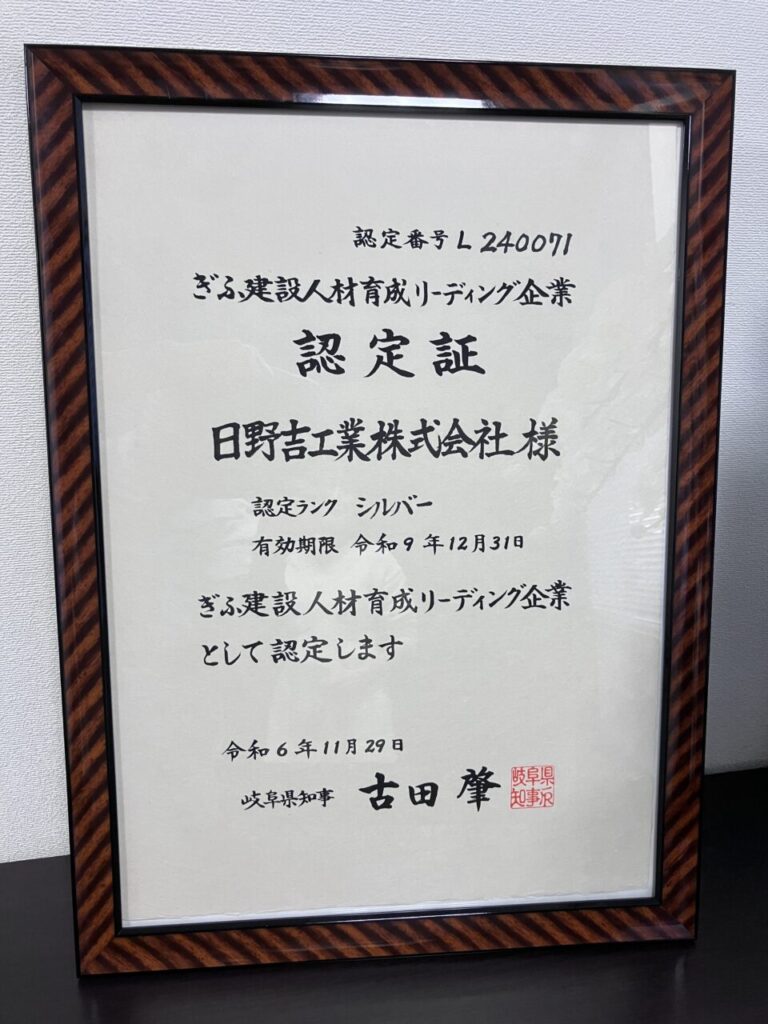 認定番号 L 240071
ぎふ建設人材育成リーディング企業
認定証
日野吉工業株式会社 様
認定ランク シルバー
有効期限 令和9年12月31日
ぎふ建設人材育成リーディング企業
として認定します
令和6年11月29日
岐阜県知事 古田 肇
岐阜県
知事印